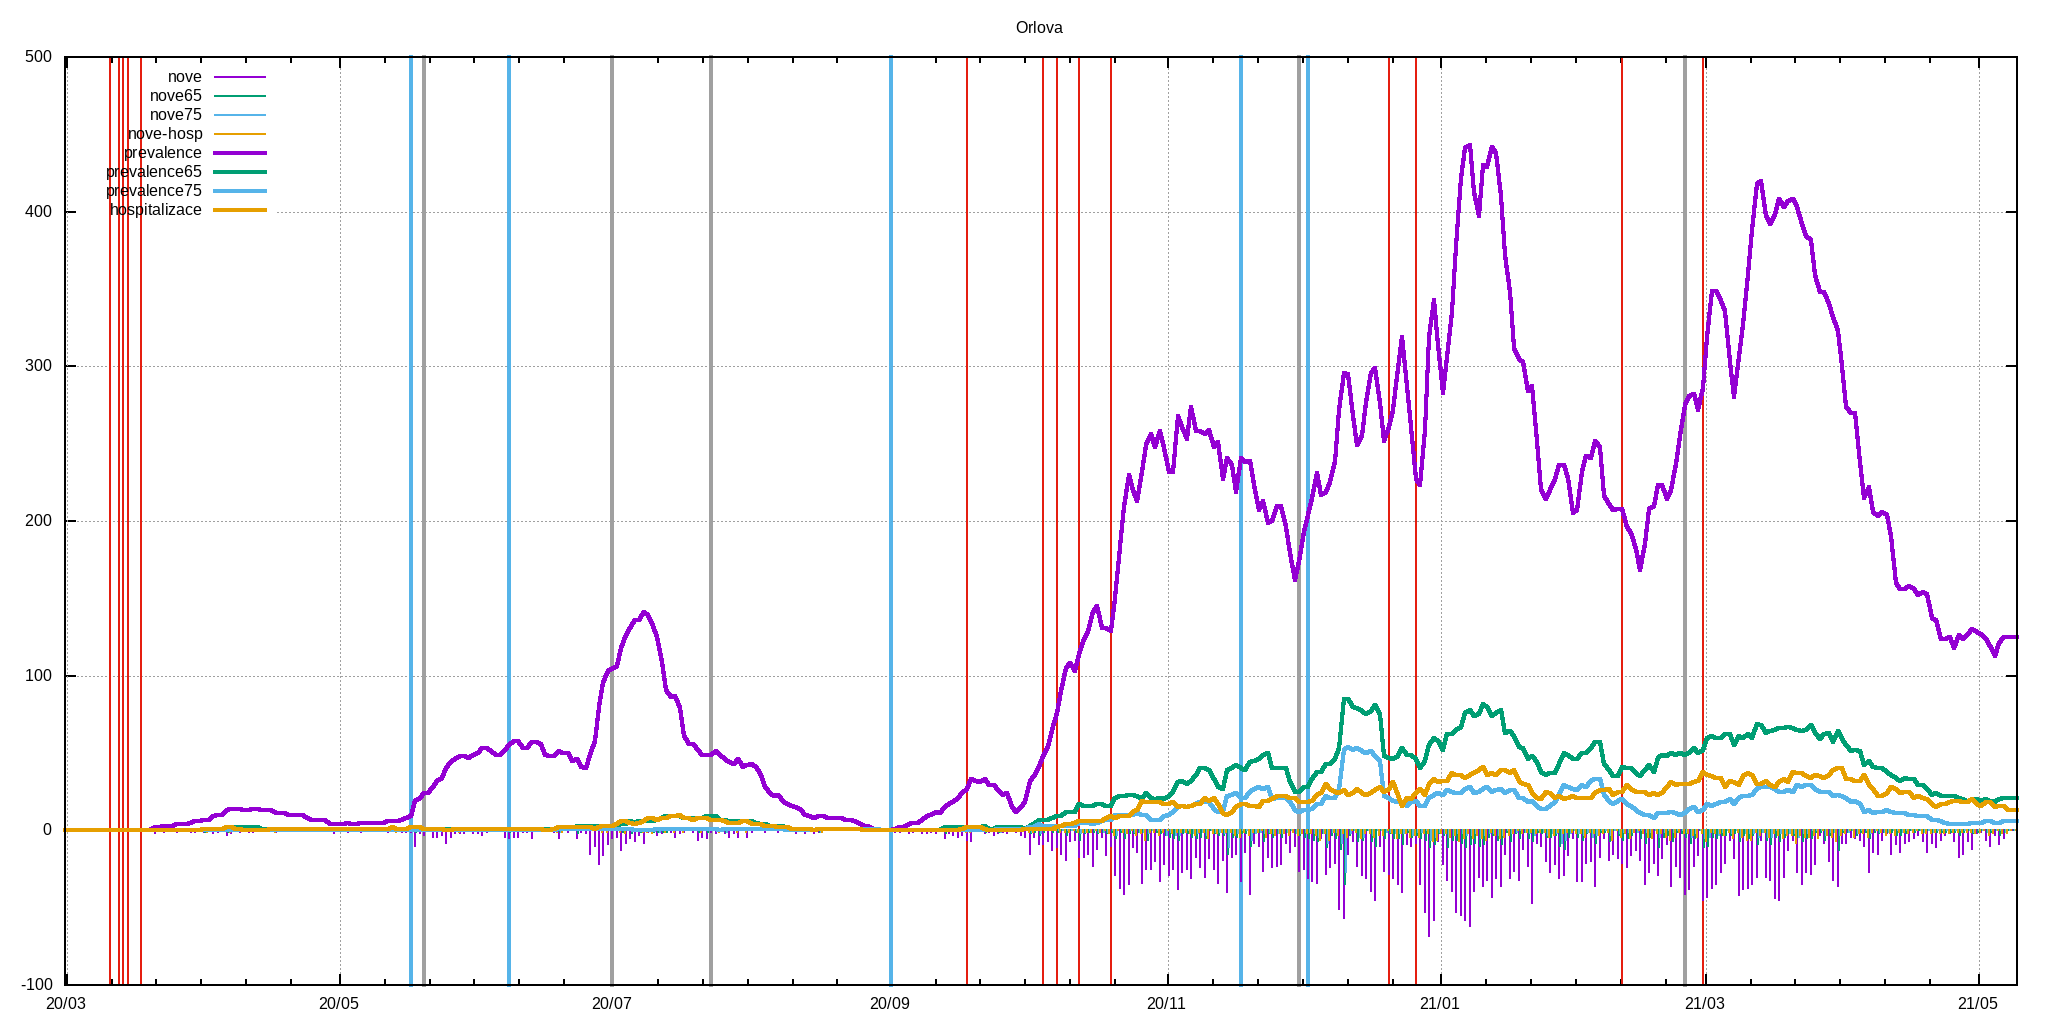 Orlova
500
nove
nove65
nove75
nove-hosp
prevalence
prevalence65
prevalence75
hospitalizace
400
300
200
100
0
-100
20/03 20/05 20/07 20/09 20/11 21/01 21/03 21/05